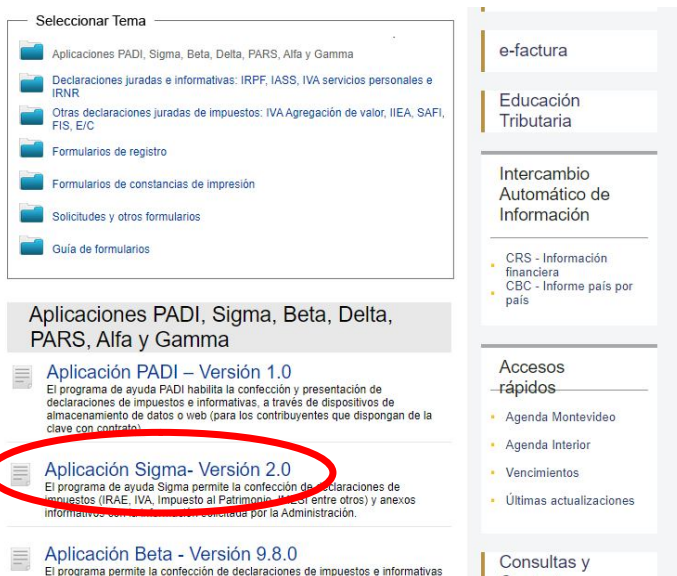 Seleccionar Tema
Aplicaciones PADI, Sigma, Beta, Delta, PARS, Alfa y Gamma
Declaraciones juradas e informativas: IRPF, IASS, IVA servicios personales e
IRNR
Otras declaraciones juradas de impuestos: IVA Agregación de valor, IIEA, SAFI,
FIS, E/C
Formularios de registro
Formularios de constancias de impresión
Solicitudes y otros formularios
Guía de formularios
Aplicaciones PADI, Sigma, Beta, Delta,
PARS, Alfa y Gamma
Aplicación PADI – Versión 1.0
El programa de ayuda PADI habilita la confección y presentación de
declaraciones de impuestos e informativas, a través de dispositivos de
almacenamiento de datos o web (para los contribuyentes que dispongan de la
clave con contrato)
Aplicación Sigma- Versión 2.0
El programa de ayuda Sigma permite la confección de declaraciones de
impuestos (IRAE, IVA, Impuesto al Patrimonio, IMESI entre otros) y anexos
informativos con la información solicitada por la Administración.
Aplicación Beta - Versión 9.8.0
El programa permite la confección de declaraciones de impuestos e informativas
e-factura
Educación
Tributaria
Intercambio
Automático de
Información
CRS - Información
financiera
CBC - Informe país por
país
Accesos
rápidos
Agenda Montevideo
Agenda Interior
Vencimientos
Últimas actualizaciones
Consultas y